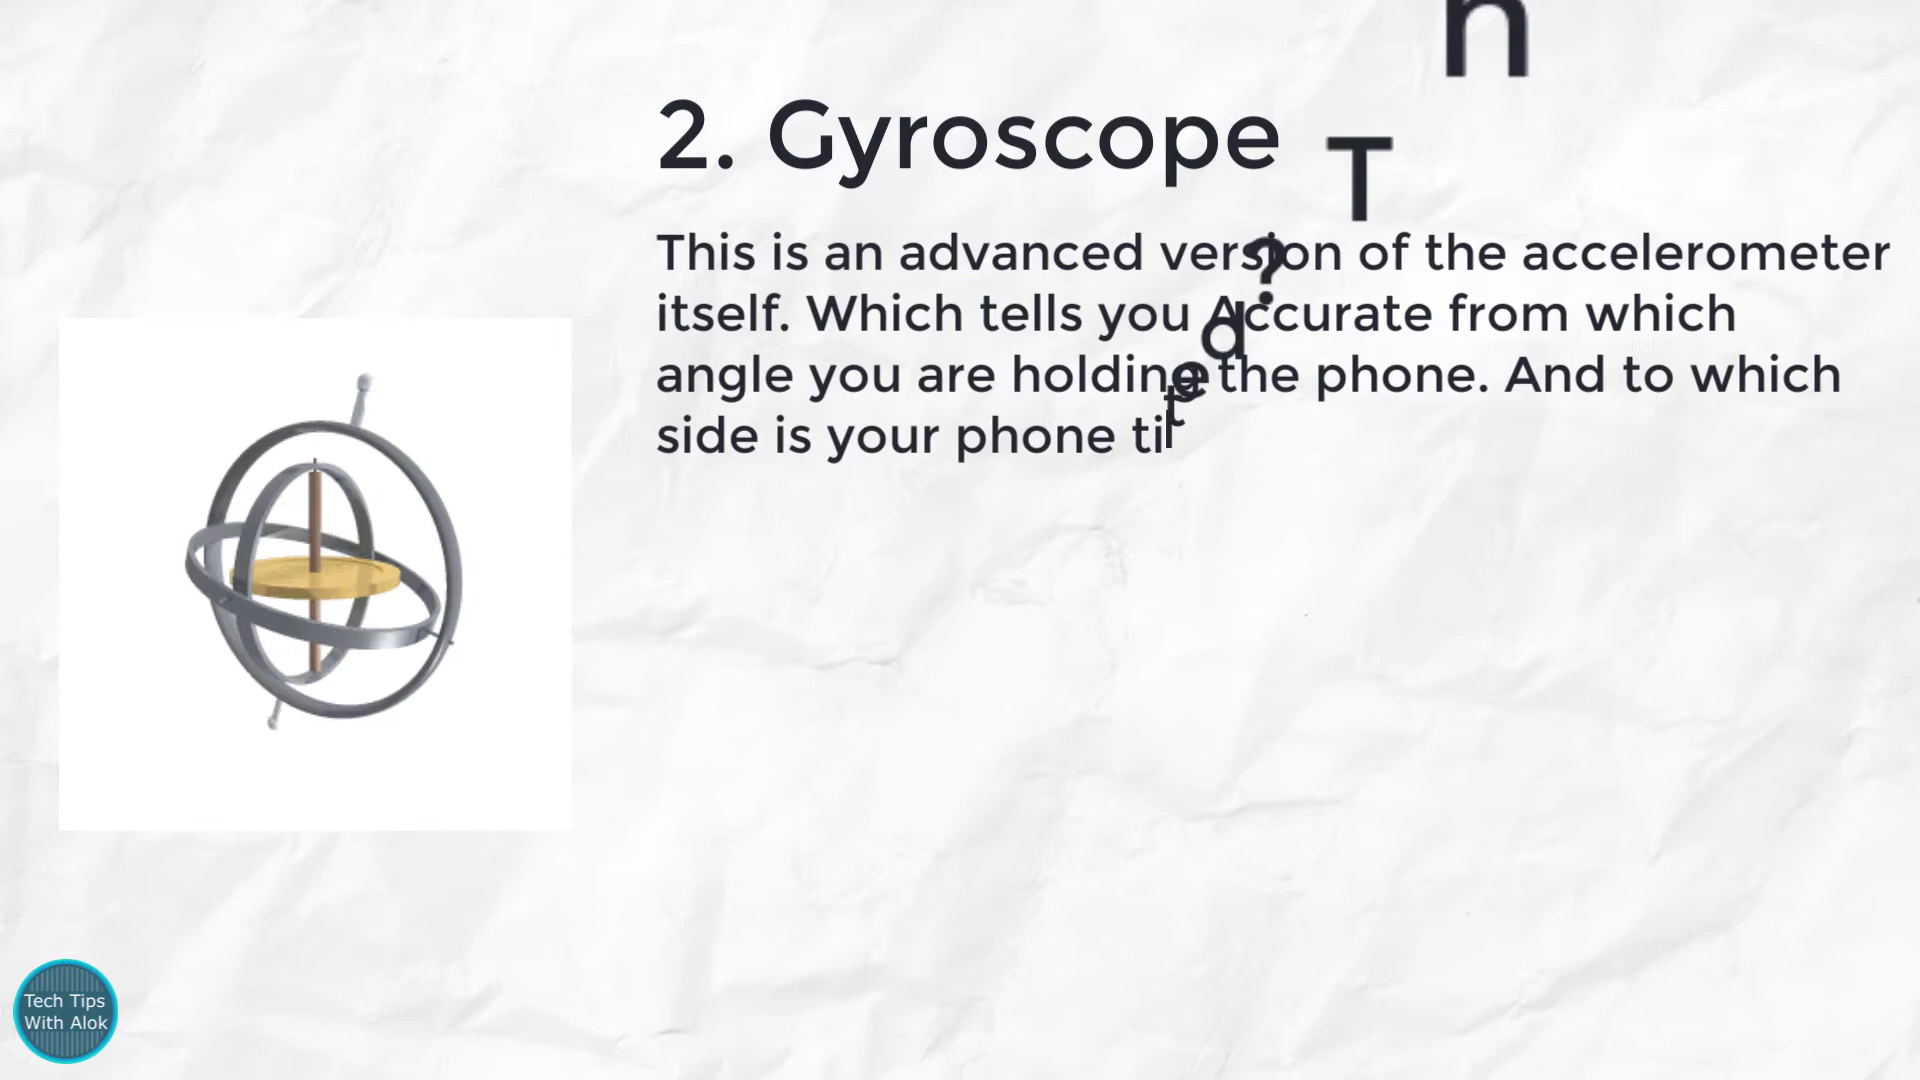 2. Gyroscope
This is an advanced version of the accelerometer
itself. Which tells you Accurate from which
angle you are holding the phone. And to which
side is your phone tilted?
T
n
Tech Tips
With Alok